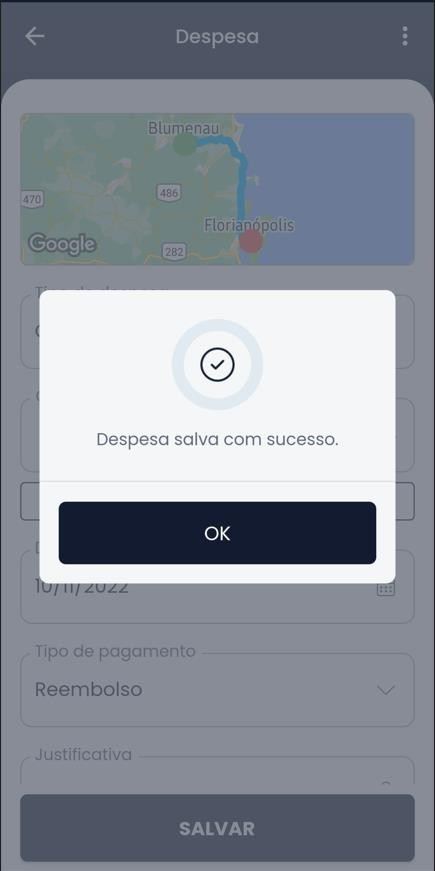 Despesa
Blumenau
470
486
Florianópolis
Google
282
Despesa salva com sucesso.
OK
10/11/2022
Tipo de pagamento
Reembolso
Justificativa
SALVAR